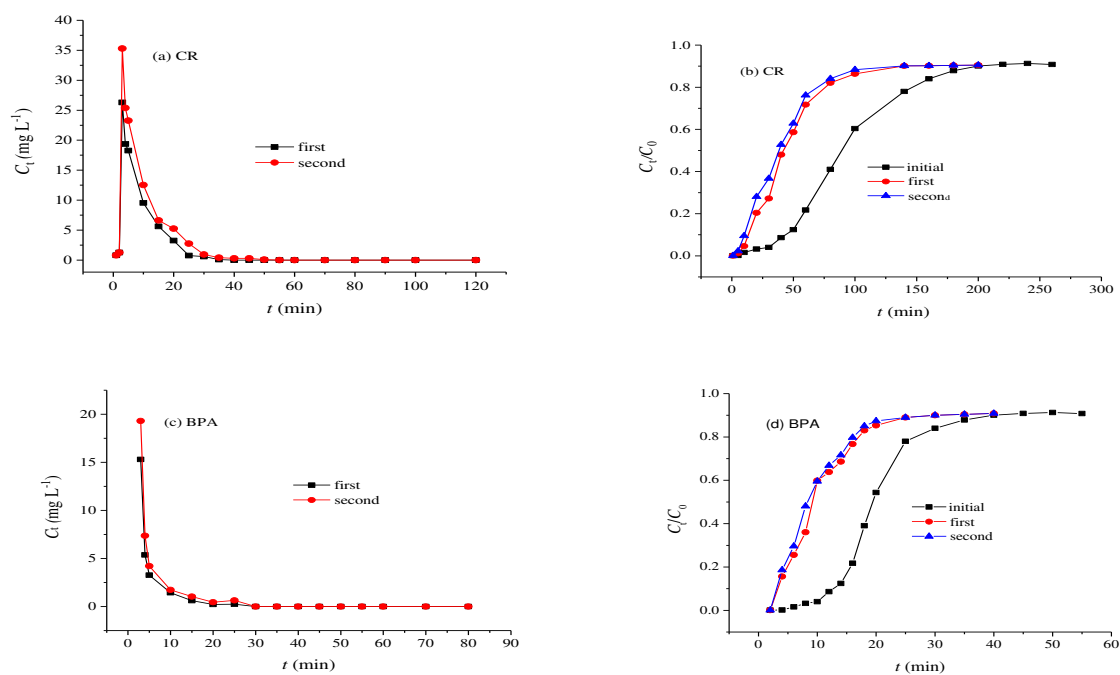 (a) CR
40
35
30
25
20
15
10
5
0
Ct (mg L-1)
first
second
0 20 40 60 80 100 120
t (min)
(b) CR
1.0
0.8
0.6
0.4
0.2
0.0
Ct/C0
initial
first
second
0 50 100 150 200 250 300
t (min)
(c) BPA
20
15
10
5
0
Ct (mg L-1)
first
second
0 10 20 30 40 50 60 70 80 90
t (min)
(d) BPA
1.0
0.8
0.6
0.4
0.2
0.0
Ct/C0
initial
first
second
0 10 20 30 40 50 60
t (min)